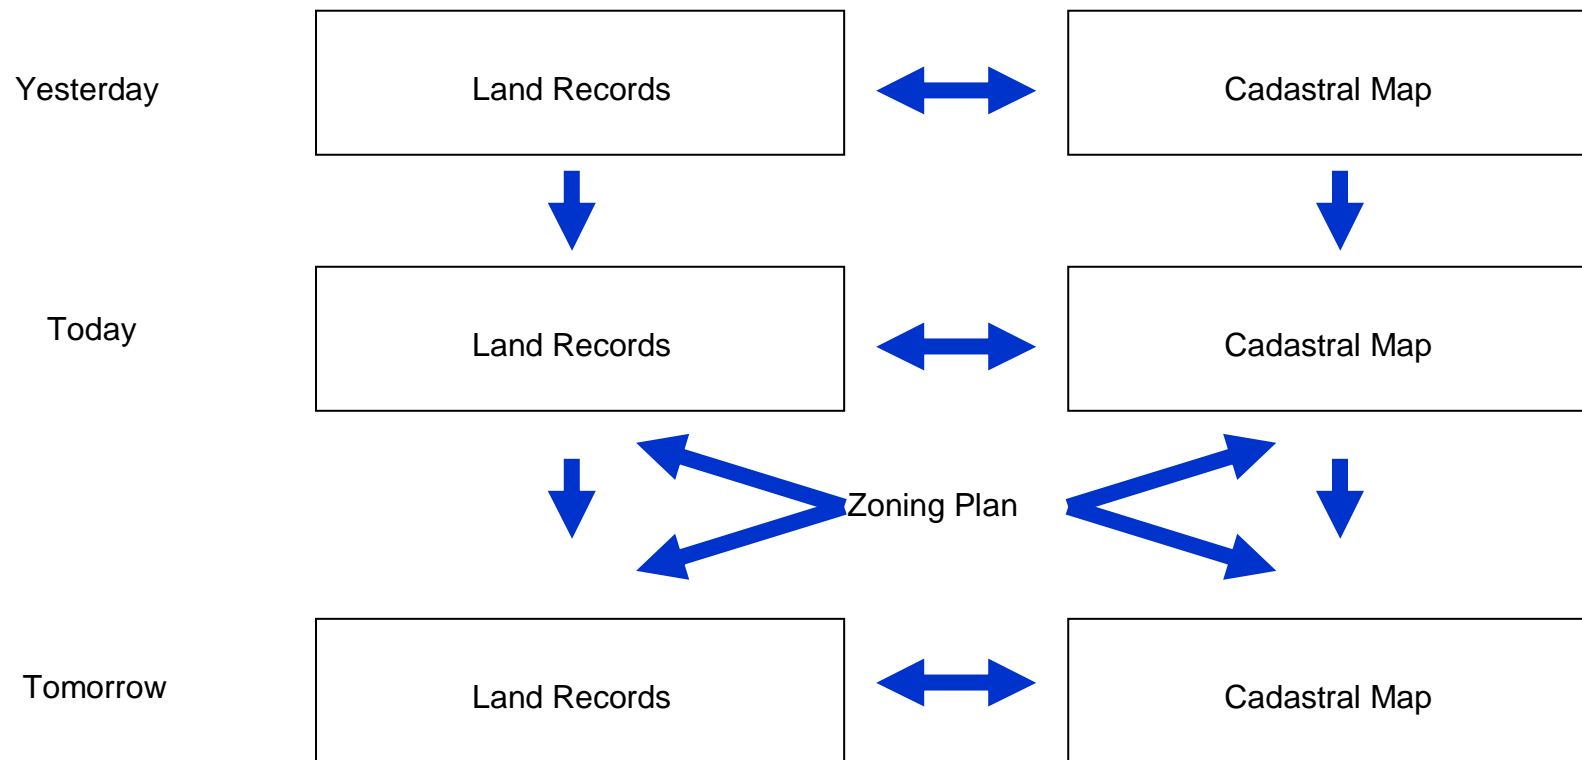 Yesterday
Land Records
Cadastral Map
Today
Land Records
Cadastral Map
Zoning Plan
Tomorrow
Land Records
Cadastral Map